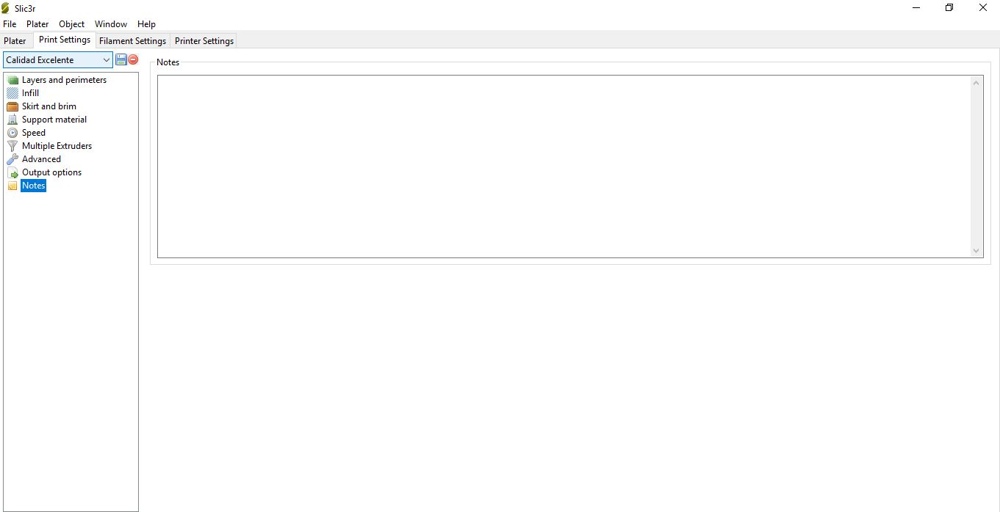 Slic3r
File Plater Object Window Help
Plater Print Settings Filament Settings Printer Settings
Calidad Excelente
Notes
Layers and perimeters
Infill
Skirt and brim
Support material
Speed
Multiple Extruders
Advanced
Output options
Notes